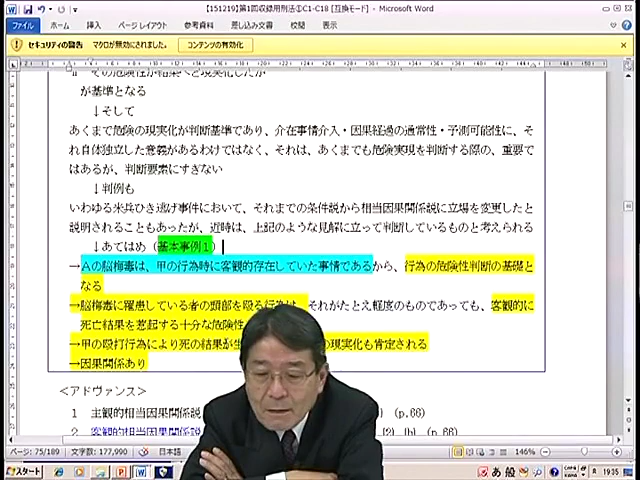 【151219】第1回収録用刑法①C1-C18 [互換モード] - Microsoft Word
ファイル ホーム 挿入 ページ レイアウト 参考資料 差し込み文書 校閲 表示
セキュリティの警告 マクロが無効にされました。 コンテンツの有効化
が基準となる
↓そして
あくまで危険の現実化が判断基準であり、介在事情介入・因果経過の通常性・予測可能性に、そ
れ自体独立した意義があるわけではなく、それは、あくまでも危険実現を判断する際の、重要で
はあるが、判断要素にすぎない
↓判例も
いわゆる米兵ひき逃げ事件において、それまでの条件説から相当因果関係説に立場を変更したと
説明されることもあったが、近時は、上記のような見解に立って判断しているものと考えられる
↓あてはめ（基本事例１）
→Ａの脳梅毒は、甲の行為時に客観的存在していた事情であるから、行為の危険性判断の基礎と
なる
→脳梅毒に罹患している者の頭部を殴る行為は、それがたとえ軽度のものであっても、客観的に
死亡結果を惹起する十分な危険性
→甲の殴打行為により死の結果が生 の現実化も肯定される
→因果関係あり
＜アドヴァンス＞
1 主観的相当因果関係説 (p.66)
2 客観的相当因果関係説 (2) (b) (p.66)
ページ: 75/189 文字数: 177,990 日本語 146%
スタート あ 般 19:35